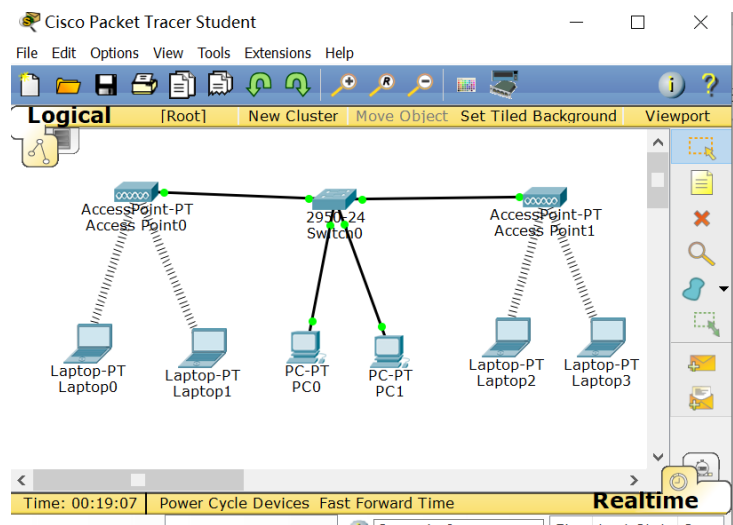 Cisco Packet Tracer Student
File Edit Options View Tools Extensions Help
Logical [Root] New Cluster Move Object Set Tiled Background Viewport
AccessPoint-PT
Access Point0
2950-24
Switch0
AccessPoint-PT
Access Point1
Laptop-PT
Laptop0
Laptop-PT
Laptop1
PC-PT
PC0
PC-PT
PC1
Laptop-PT
Laptop2
Laptop-PT
Laptop3
Time: 00:19:07 Power Cycle Devices Fast Forward Time Realtime